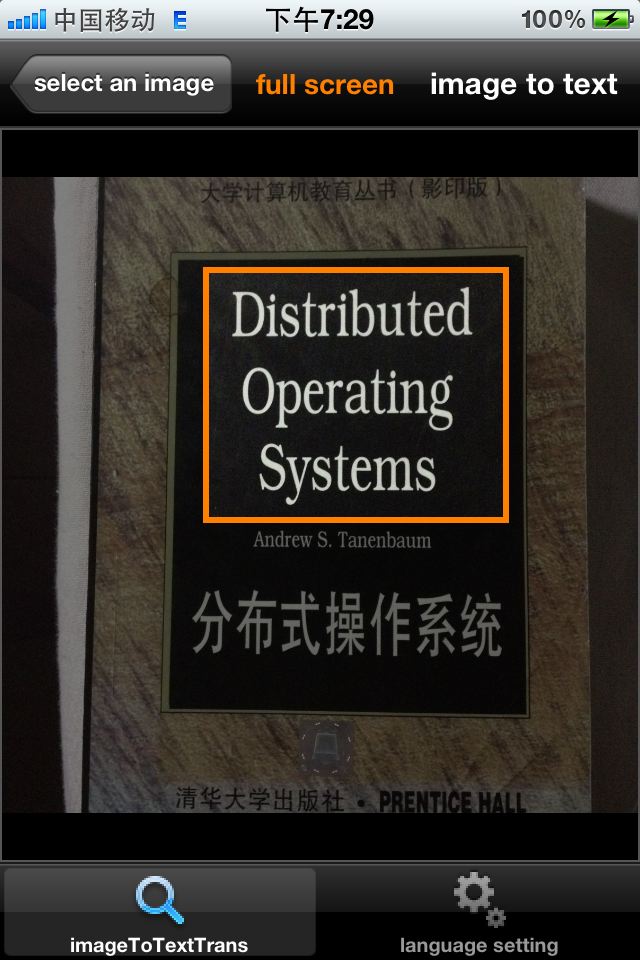 中国移动 E 下午7:29 100%
select an image full screen image to text
大学计算机教育丛书（影印版）
Distributed
Operating
Systems
Andrew S. Tanenbaum
分布式操作系统
清华大学出版社 • PRENTICE HALL
imageToTextTrans language setting